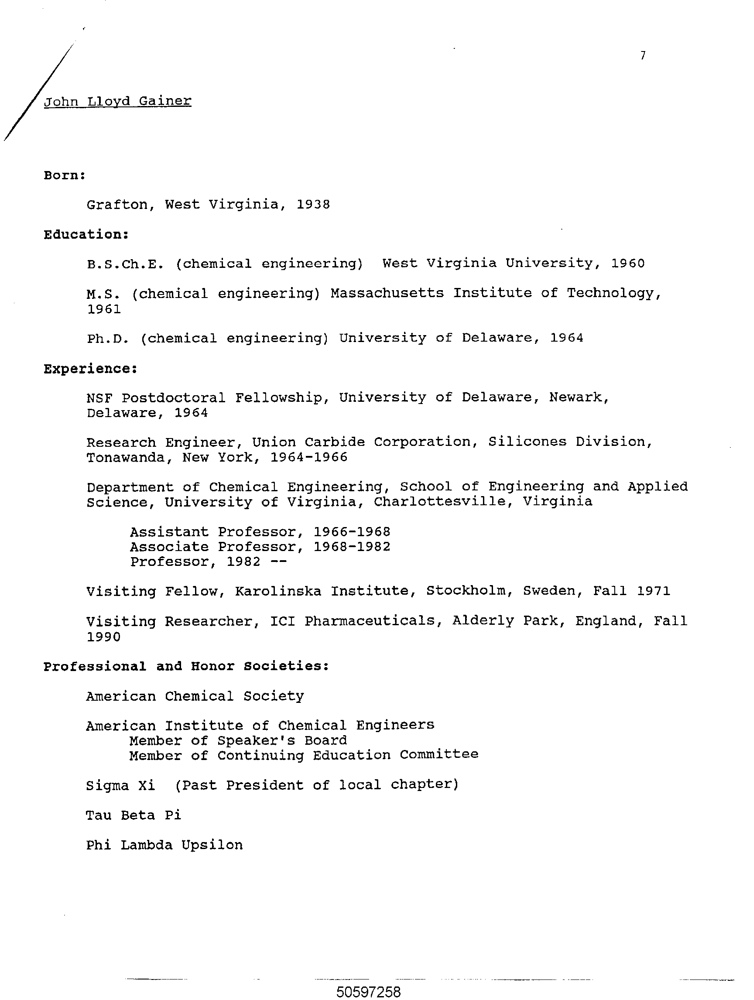 7
John Lloyd Gainer
Born:
Grafton, West Virginia, 1938
Education:
B.S.Ch.E. (chemical engineering) West Virginia University, 1960
M.S. (chemical engineering) Massachusetts Institute of Technology,
1961
Ph.D. (chemical engineering) University of Delaware, 1964
Experience:
NSF Postdoctoral Fellowship, University of Delaware, Newark,
Delaware, 1964
Research Engineer, Union Carbide Corporation, Silicones Division,
Tonawanda, New York, 1964-1966
Department of Chemical Engineering, School of Engineering and Applied
Science, University of Virginia, Charlottesville, Virginia
Assistant Professor, 1966-1968
Associate Professor, 1968-1982
Professor, 1982 --
Visiting Fellow, Karolinska Institute, Stockholm, Sweden, Fall 1971
Visiting Researcher, ICI Pharmaceuticals, Alderly Park, England, Fall
1990
Professional and Honor Societies:
American Chemical Society
American Institute of Chemical Engineers
Member of Speaker's Board
Member of Continuing Education Committee
Sigma Xi (Past President of local chapter)
Tau Beta Pi
Phi Lambda Upsilon
50597258